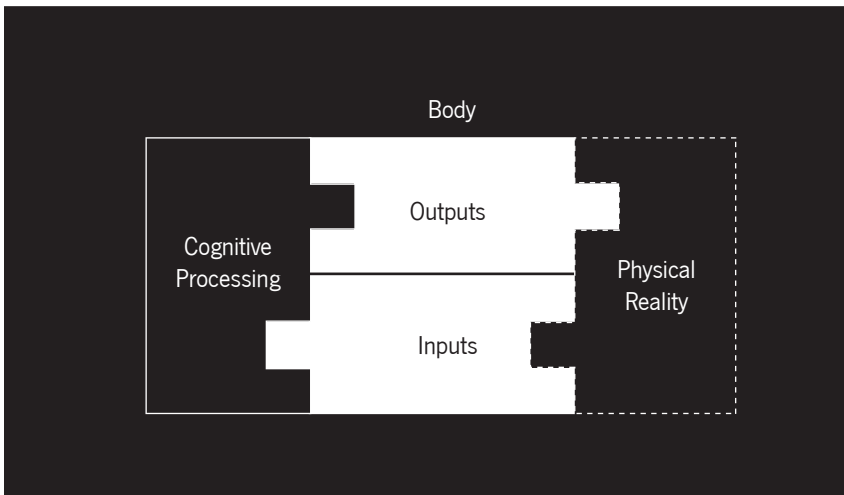 Body
Outputs
Cognitive
Processing
Physical
Reality
Inputs